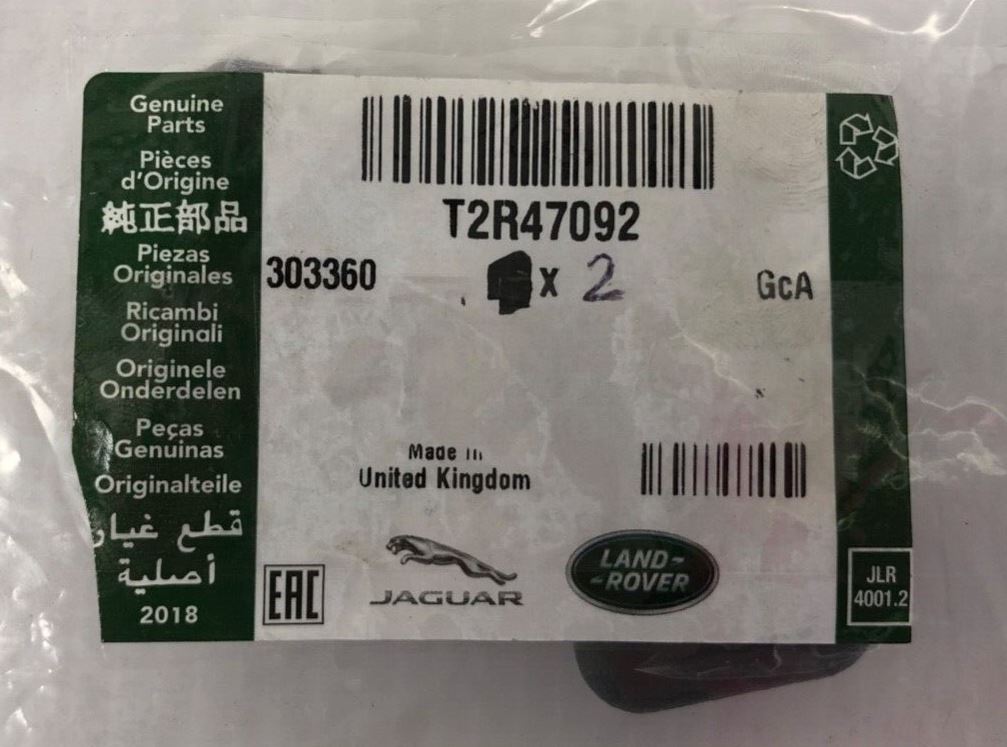 Genuine
Parts
Pièces
d'Origine
純正部品
Piezas
Originales
Ricambi
Originali
Originele
Onderdelen
Peças
Genuinas
Originalteile
قطع غيار
أصلية
2018
T2R47092
303360
X 2
GcA
Made in
United Kingdom
EAC
JAGUAR
LAND-
-ROVER
JLR
4001.2